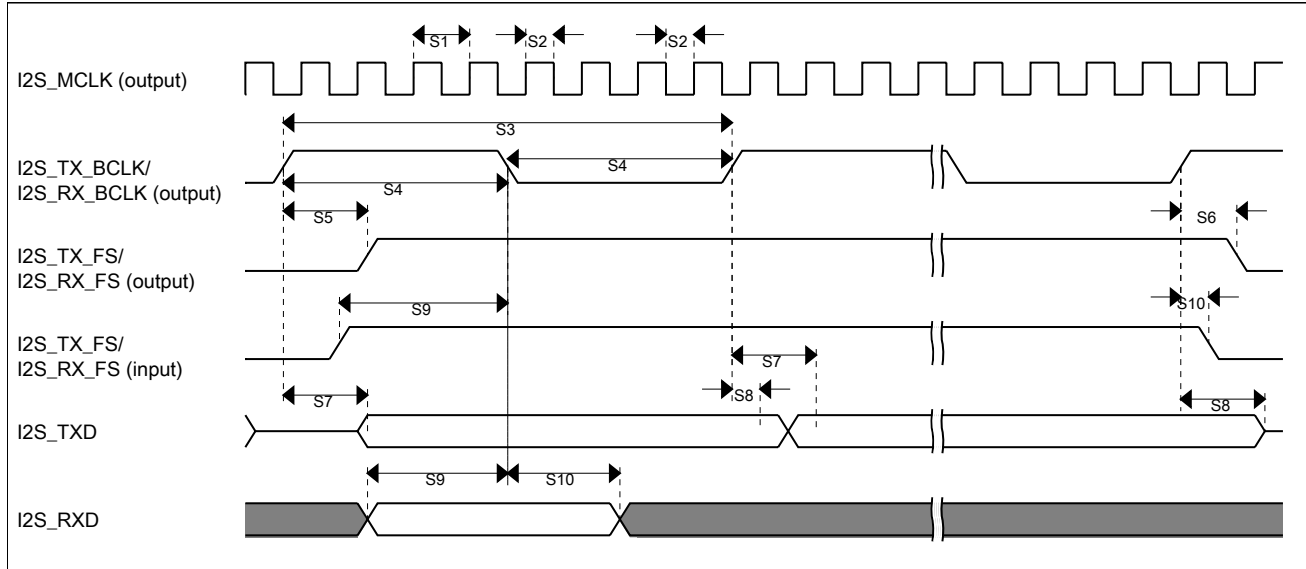 S1
S2
S2
I2S_MCLK (output)
S3
S4
I2S_TX_BCLK/
I2S_RX_BCLK (output)
S4
S5
S6
I2S_TX_FS/
I2S_RX_FS (output)
S9
S10
I2S_TX_FS/
I2S_RX_FS (input)
S7
S7
S8
S8
I2S_TXD
S9
S10
I2S_RXD